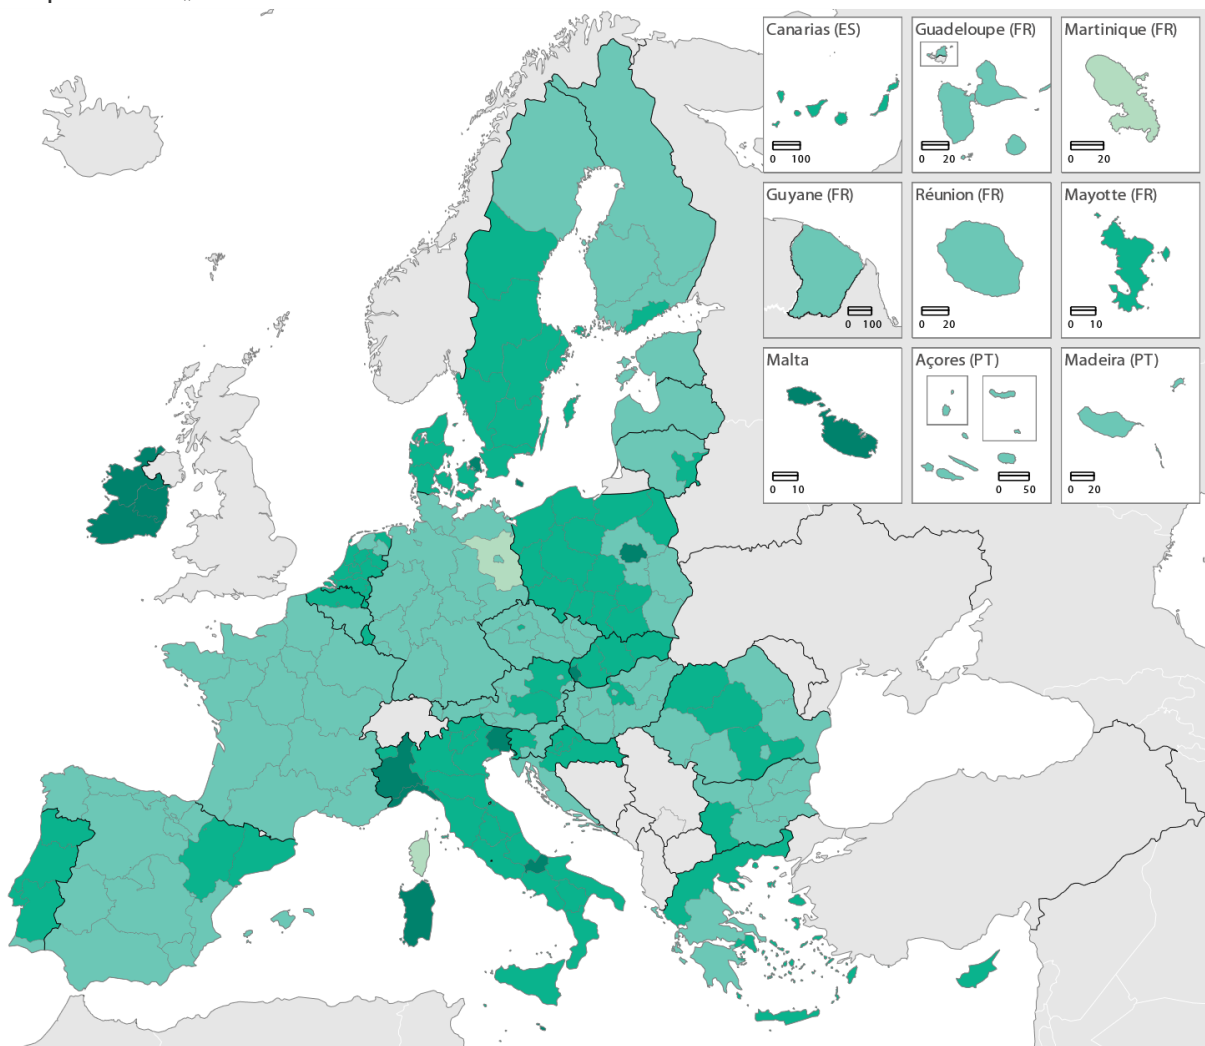 Canarias (ES)
0 100
Guadeloupe (FR)
0 20
Martinique (FR)
0 20
Guyane (FR)
0 100
Réunion (FR)
0 20
Mayotte (FR)
0 10
Malta
0 10
Açores (PT)
0 50
Madeira (PT)
0 20